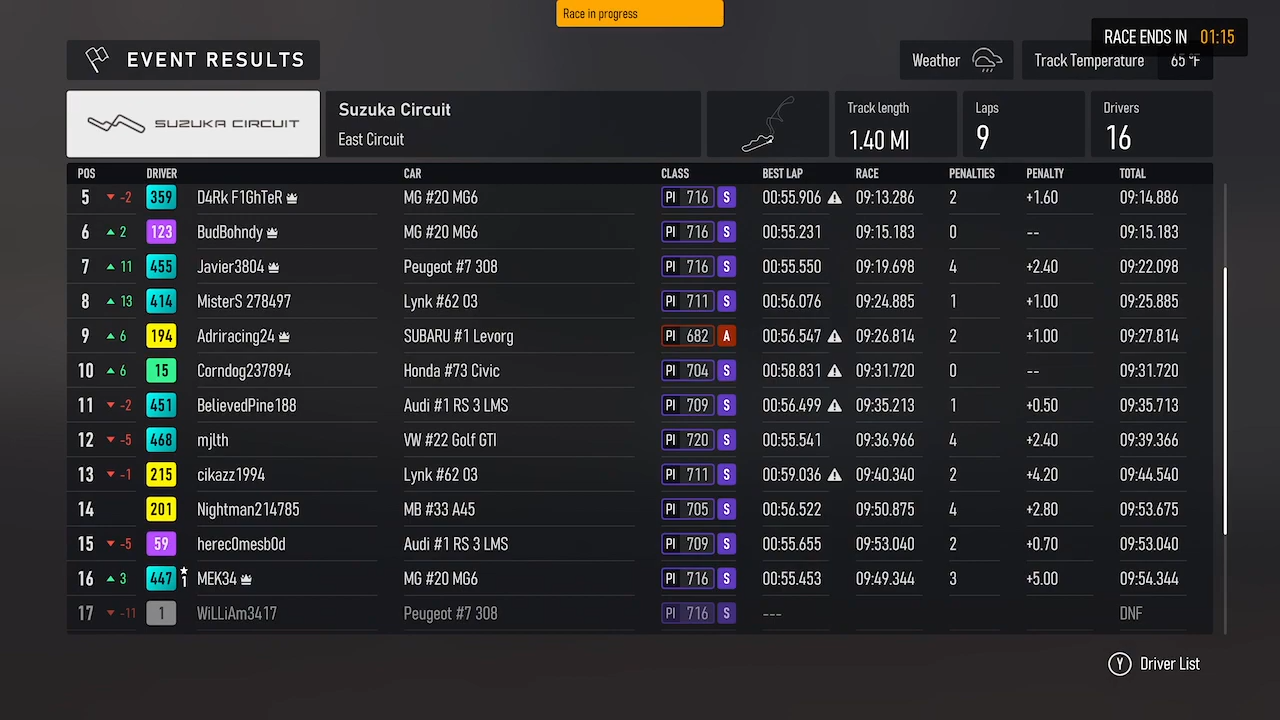 Race in progress
RACE ENDS IN 01:15
EVENT RESULTS
Weather
Track Temperature 65 °F
SUZUKA CIRCUIT
Suzuka Circuit
East Circuit
Track length
1.40 MI
Laps
9
Drivers
16
POS DRIVER CAR CLASS BEST LAP RACE PENALTIES PENALTY TOTAL
5 -2 359 D4Rk F1GhTeR MG #20 MG6 PI 716 S 00:55.906 09:13.286 2 +1.60 09:14.886
6 2 123 BudBohndy MG #20 MG6 PI 716 S 00:55.231 09:15.183 0 -- 09:15.183
7 11 455 Javier3804 Peugeot #7 308 PI 716 S 00:55.550 09:19.698 4 +2.40 09:22.098
8 13 414 MisterS 278497 Lynk #62 03 PI 711 S 00:56.076 09:24.885 1 +1.00 09:25.885
9 6 194 Adriracing24 SUBARU #1 Levorg PI 682 A 00:56.547 09:26.814 2 +1.00 09:27.814
10 6 15 Corndog237894 Honda #73 Civic PI 704 S 00:58.831 09:31.720 0 -- 09:31.720
11 -2 451 BelievedPine188 Audi #1 RS 3 LMS PI 709 S 00:56.499 09:35.213 1 +0.50 09:35.713
12 -5 468 mjlth VW #22 Golf GTI PI 720 S 00:55.541 09:36.966 4 +2.40 09:39.366
13 -1 215 cikazz1994 Lynk #62 03 PI 711 S 00:59.036 09:40.340 2 +4.20 09:44.540
14 201 Nightman214785 MB #33 A45 PI 705 S 00:56.522 09:50.875 4 +2.80 09:53.675
15 -5 59 herec0mesb0d Audi #1 RS 3 LMS PI 709 S 00:55.655 09:53.040 2 +0.70 09:53.040
16 3 447 1 MEK34 MG #20 MG6 PI 716 S 00:55.453 09:49.344 3 +5.00 09:54.344
17 -11 1 WiLLiAm3417 Peugeot #7 308 PI 716 S --- DNF
Y Driver List